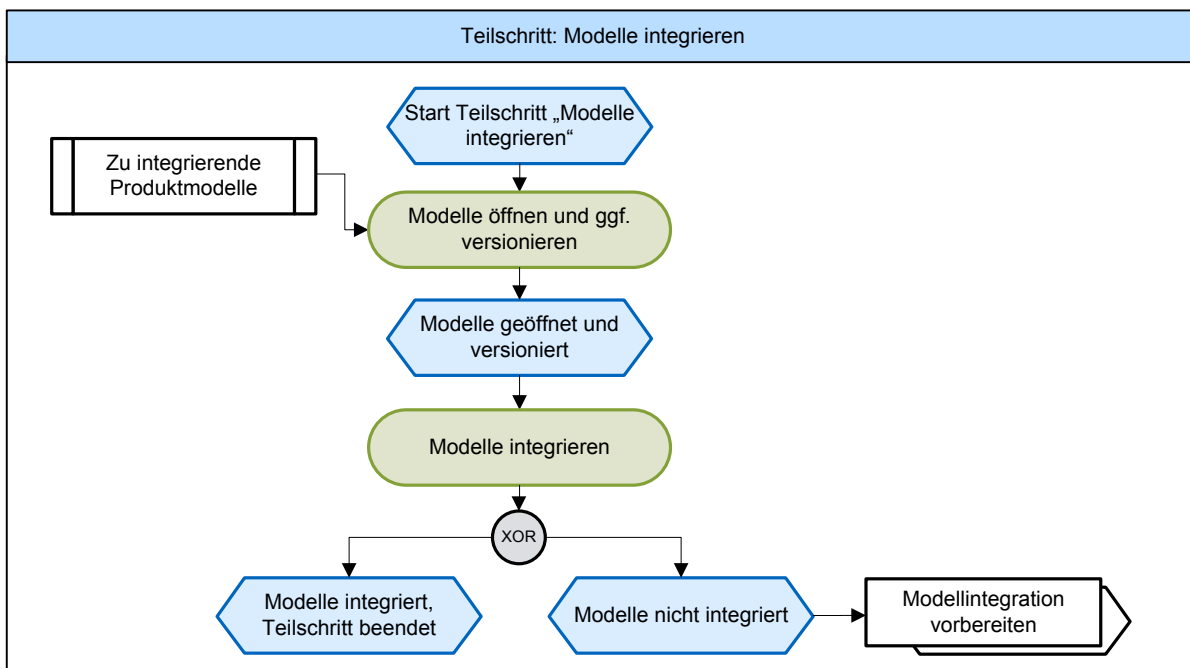 Teilschritt: Modelle integrieren
Start Teilschritt „Modelle
integrieren“
Zu integrierende
Produktmodelle
Modelle öffnen und ggf.
versionieren
Modelle geöffnet und
versioniert
Modelle integrieren
XOR
Modelle integriert,
Teilschritt beendet
Modelle nicht integriert
Modellintegration
vorbereiten